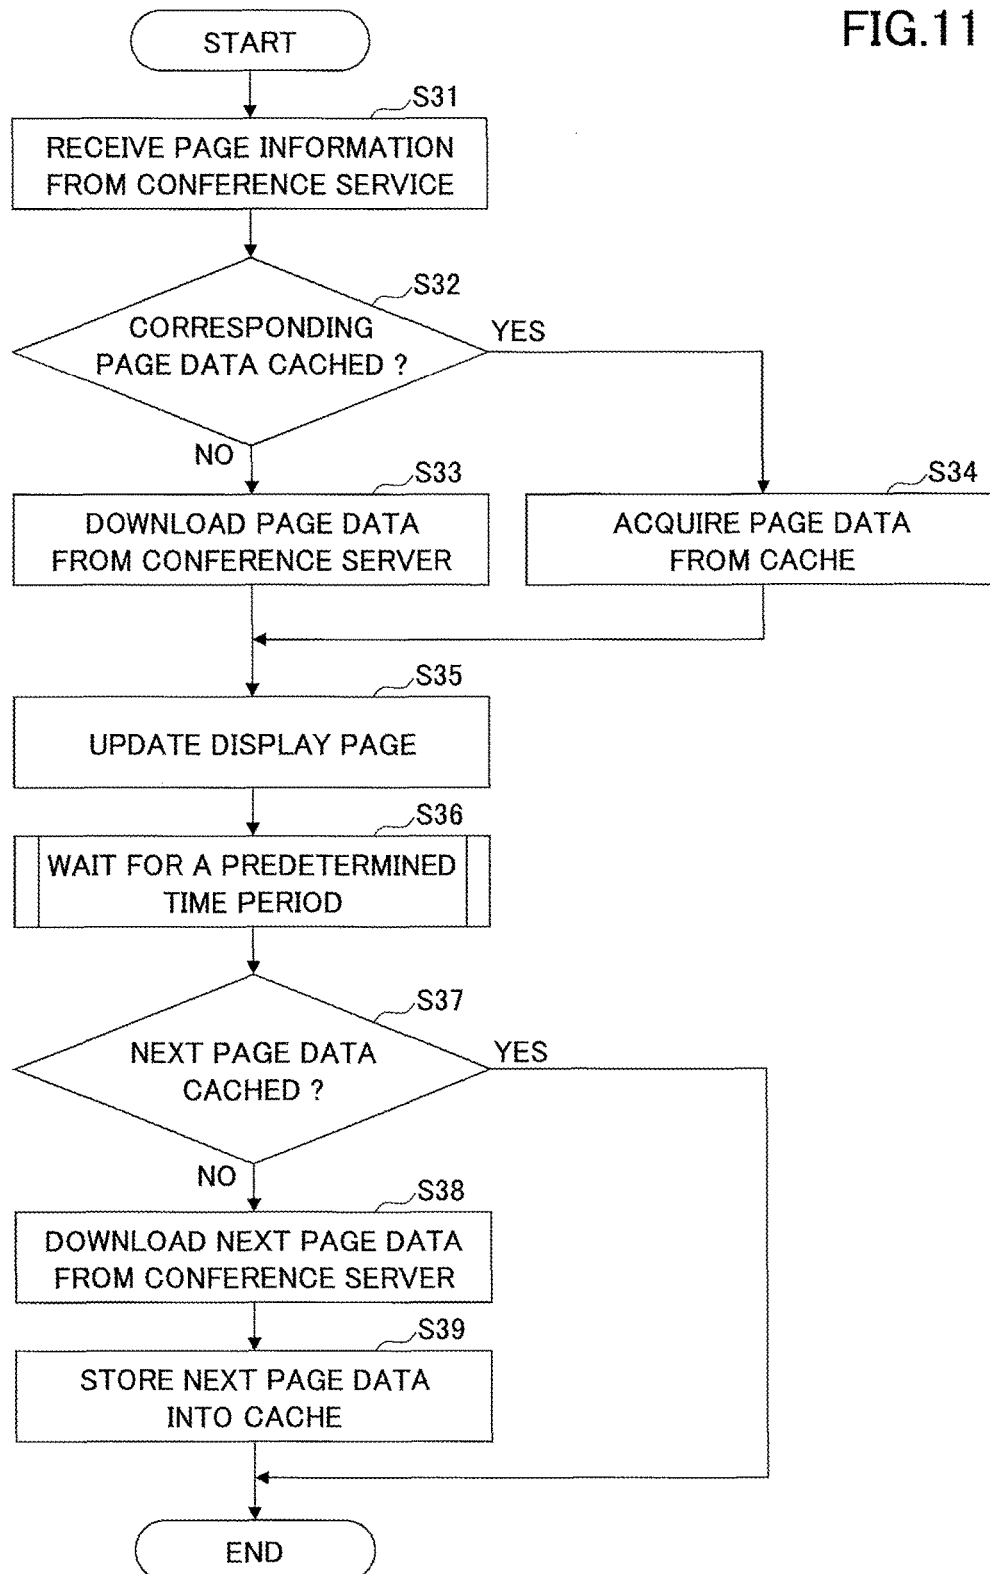 FIG.11
START
S31
RECEIVE PAGE INFORMATION
FROM CONFERENCE SERVICE
S32
CORRESPONDING
PAGE DATA CACHED ?
YES
NO
S33
DOWNLOAD PAGE DATA
FROM CONFERENCE SERVER
S34
ACQUIRE PAGE DATA
FROM CACHE
S35
UPDATE DISPLAY PAGE
S36
WAIT FOR A PREDETERMINED
TIME PERIOD
S37
NEXT PAGE DATA
CACHED ?
YES
NO
S38
DOWNLOAD NEXT PAGE DATA
FROM CONFERENCE SERVER
S39
STORE NEXT PAGE DATA
INTO CACHE
END